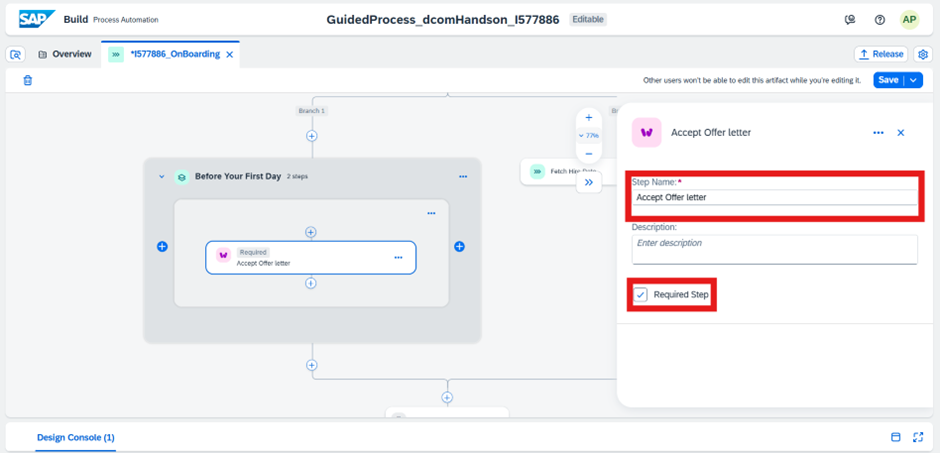 SAP Build Process Automation
GuidedProcess_dcomHandson_I577886 Editable
AP
Overview
*I577886_OnBoarding
Release
Other users won't be able to edit this artifact while you're editing it.
Save
Branch 1
77%
Before Your First Day 2 steps
Required
Accept Offer letter
Fetch
Accept Offer letter
Step Name:*
Accept Offer letter
Description:
Enter description
Required Step
Design Console (1)